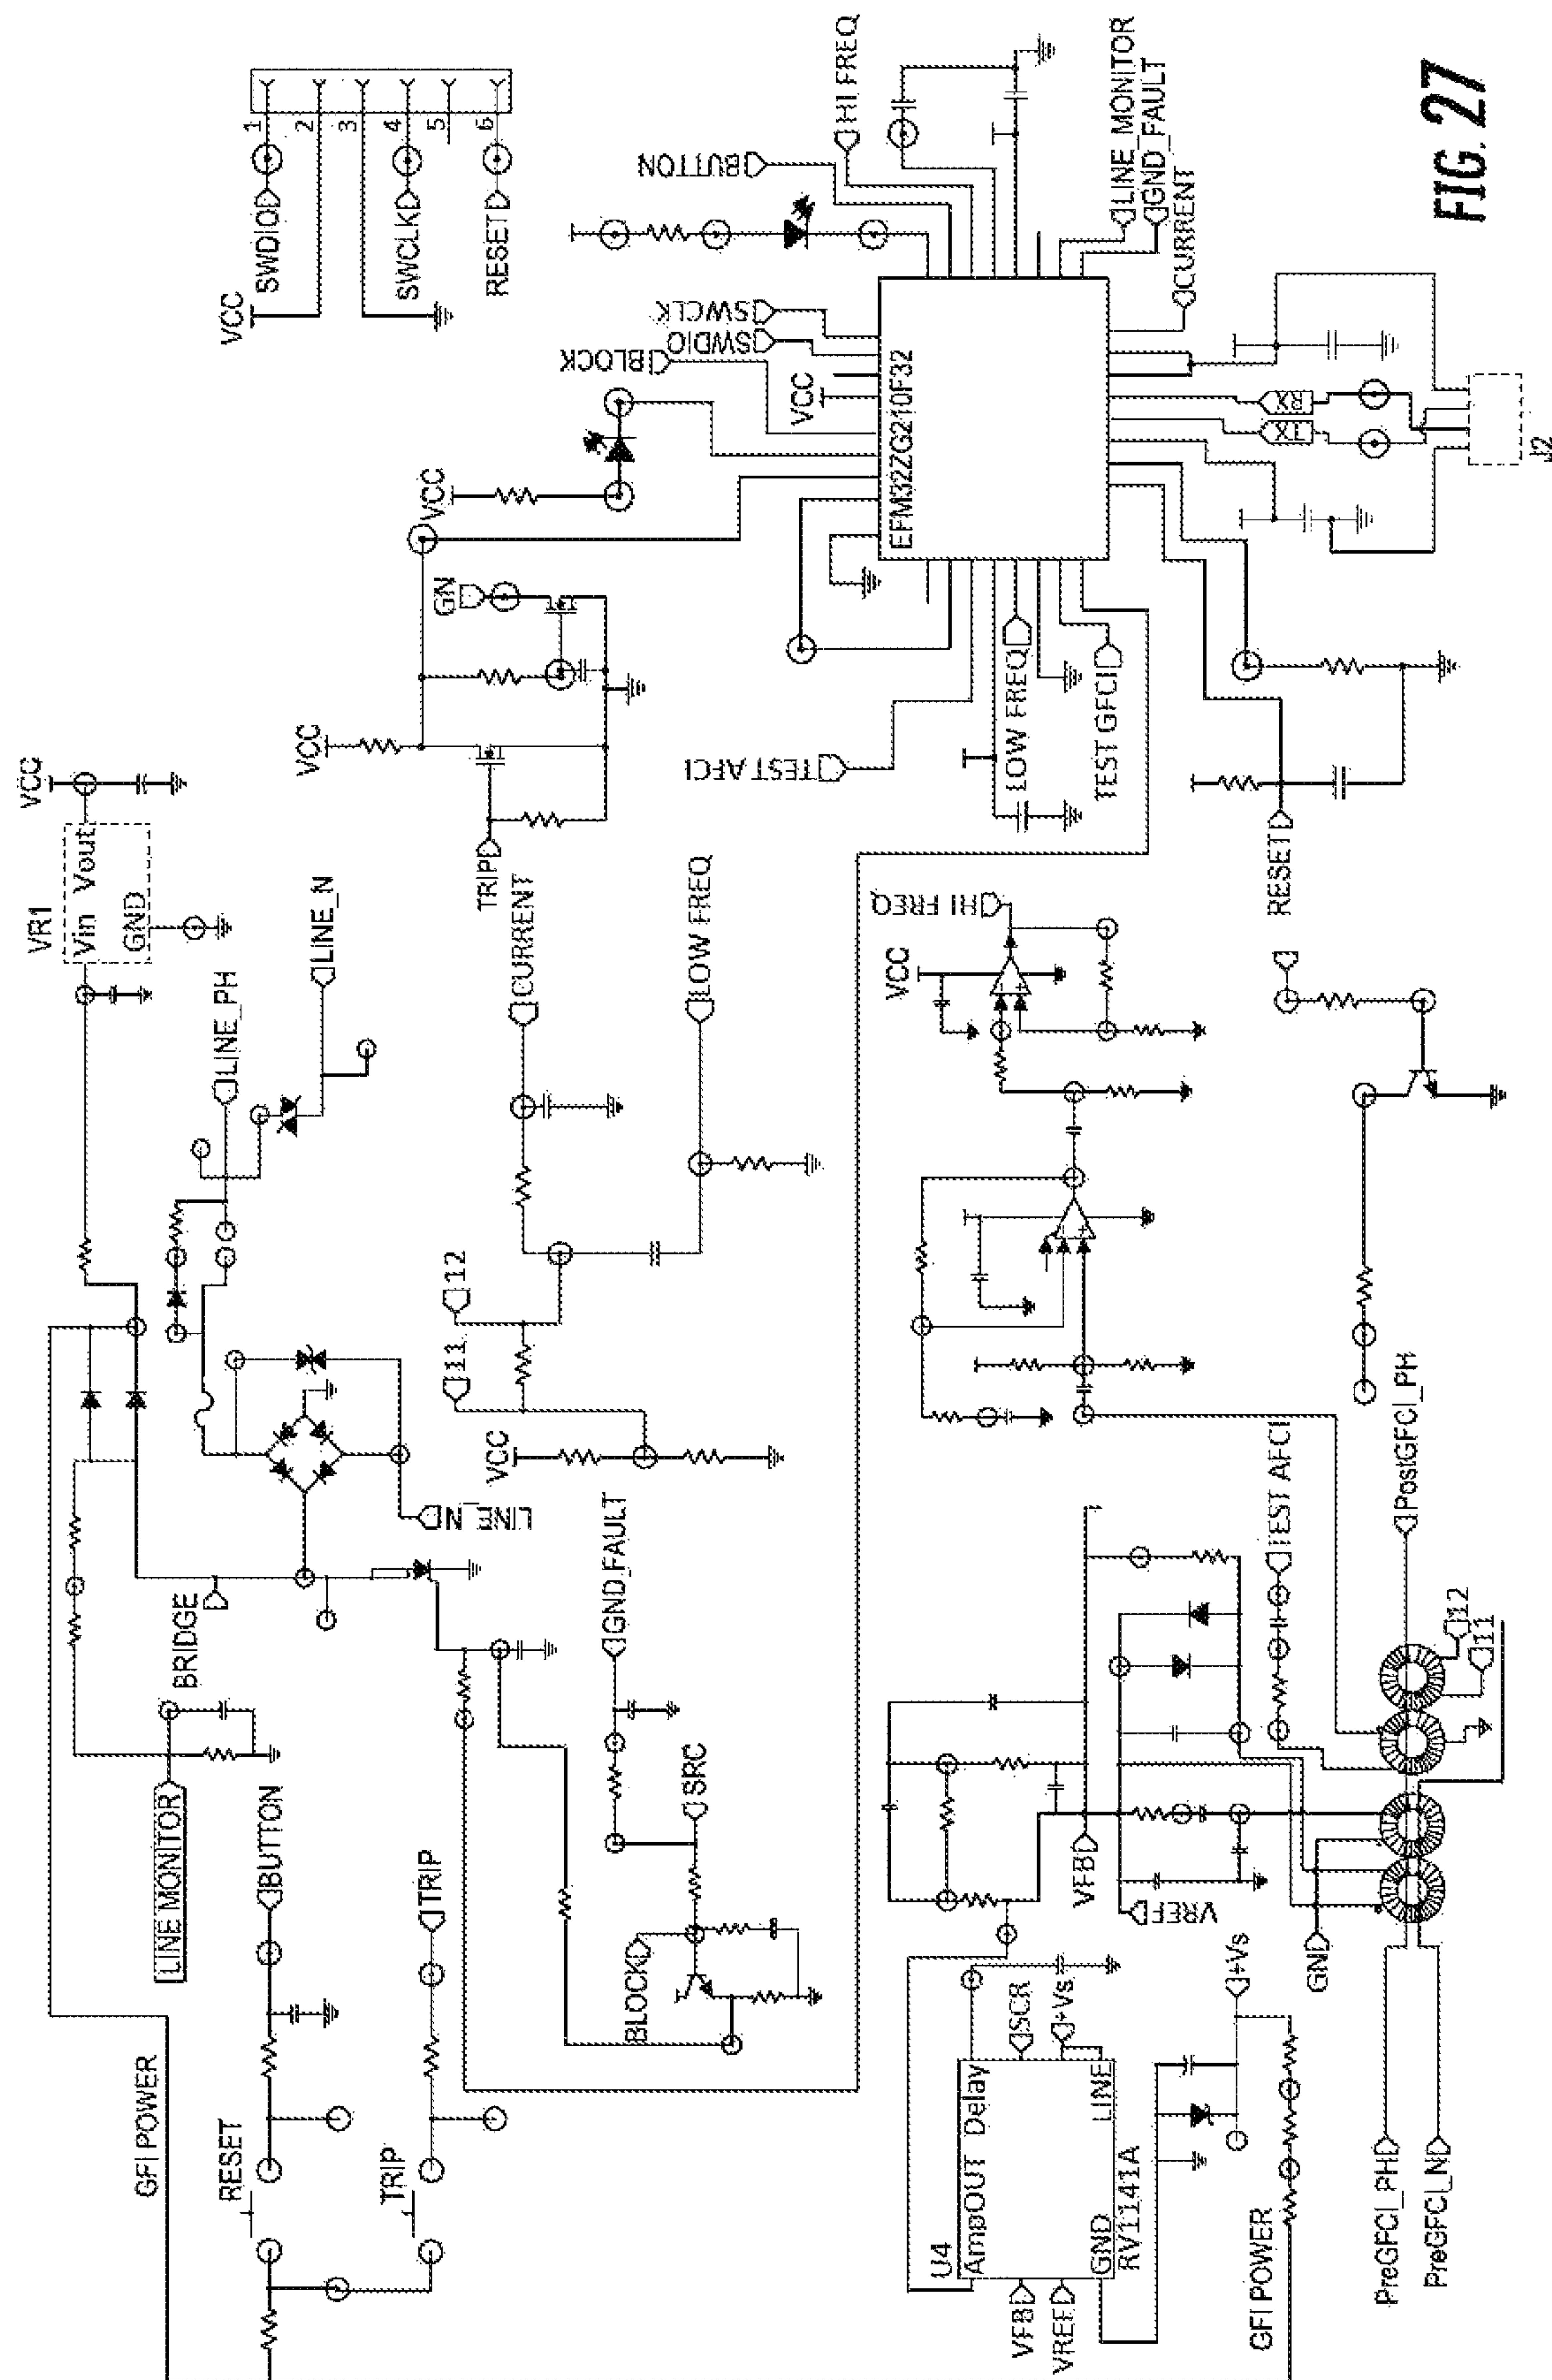 VCC
VR1
Vin Vout
GND
LINE_PH
LINE_N
BRIDGE
LINE_N
LINE MONITOR
GFI POWER
RESET
BUTTON
TRIP
TRIP
SWDIO
VCC
SWCLK
RESET
1
2
3
4
5
6
VCC
TRIP
GN
VCC
CURRENT
LOW FREQ
I1
I2
VCC
GND_FAULT
SRC
BLOCK
BLOCK
SWDIO
SWCLK
VCC
BUTTON
HI FREQ
EFM32ZG210F32
LINE_MONITOR
GND_FAULT
CURRENT
TEST AFCI
LOW FREQ
TEST GFCI
TX
RX
J2
RESET
HI FREQ
VCC
U4
AmpOUT Delay
SCR
+Vs
LINE
GND
RV1141A
VFB
VREF
GFI POWER
+Vs
VFB
VREF
GND
TEST AFCI
PostGFCI_PH
I2
I1
PreGFCI_PH
PreGFCI_N
FIG. 27